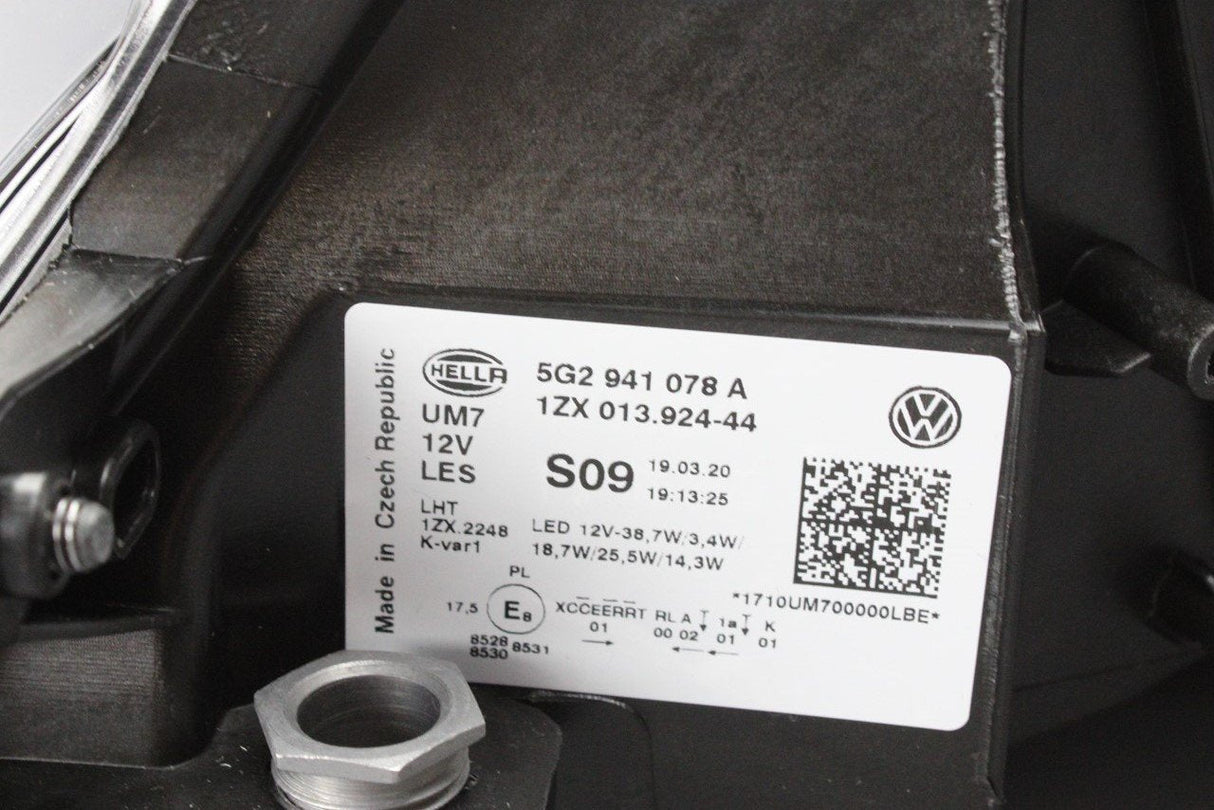 Made in Czech Republic
HELLA
UM7
12V
LES
LHT
1ZX.2248
K-var1
5G2 941 078 A
1ZX 013.924-44
S09
19.03.20
19:13:25
LED 12V-38,7W/3,4W/
18,7W/25,5W/14,3W
VW
*1710UM700000LBE*
PL
17,5
E8
8528
8530
8531
XCCEERRT
01
RL A
00 02
1a
01
K
01